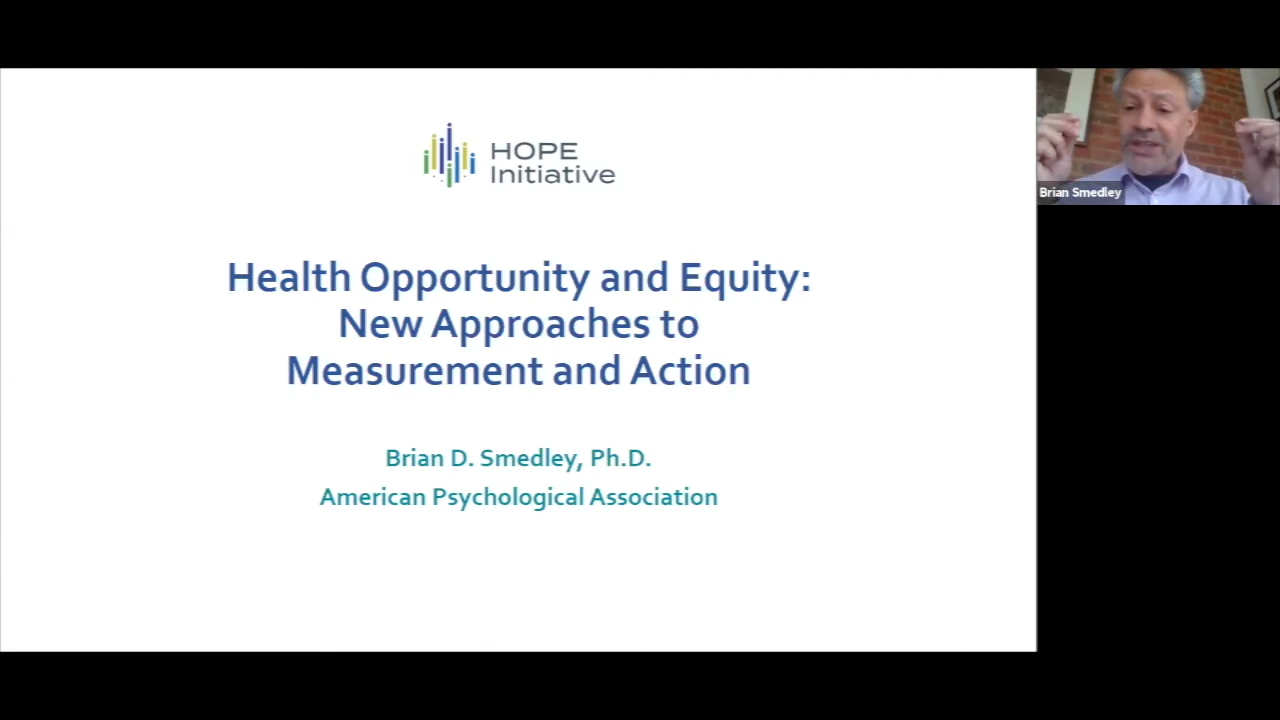 HOPE
Initiative
Health Opportunity and Equity:
New Approaches to
Measurement and Action
Brian D. Smedley, Ph.D.
American Psychological Association
Brian Smedley